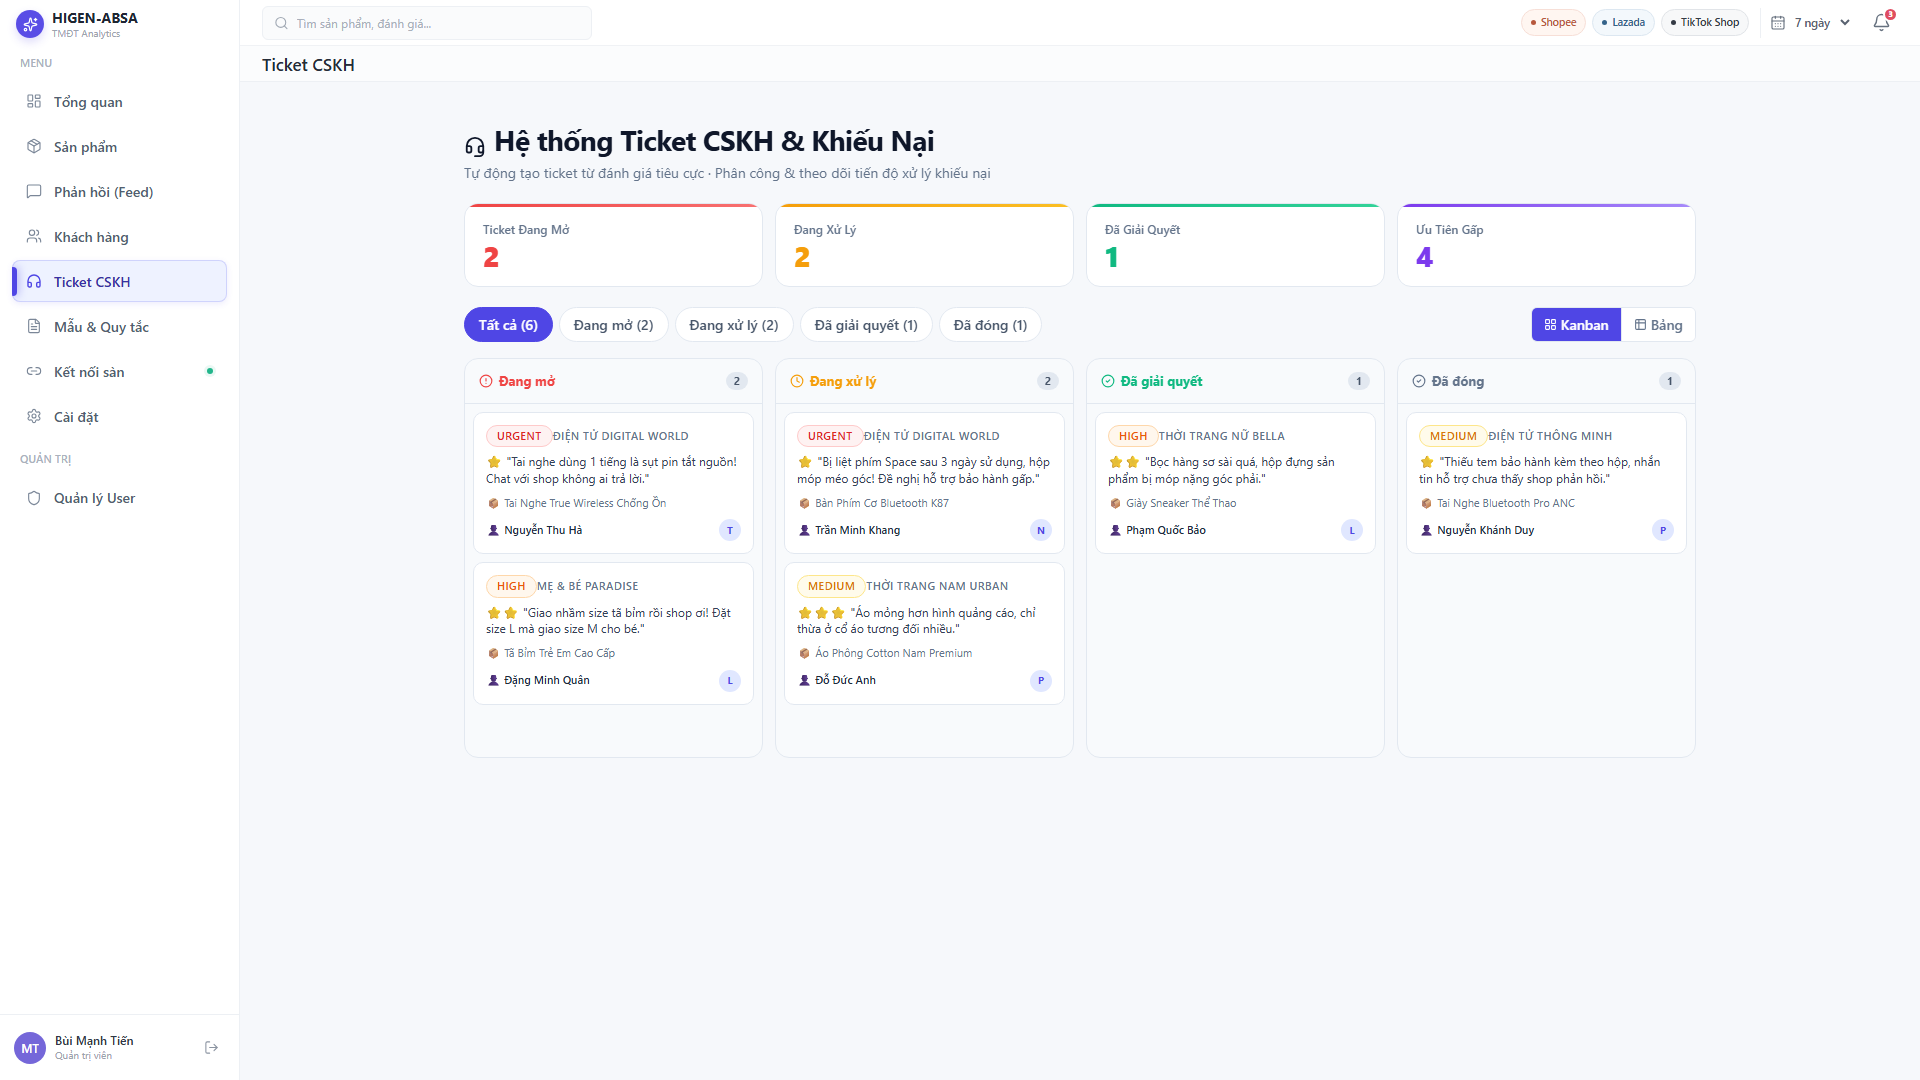 HIGEN-ABSA
TMĐT Analytics
MENU
Tổng quan
Sản phẩm
Phản hồi (Feed)
Khách hàng
Ticket CSKH
Mẫu & Quy tắc
Kết nối sàn
Cài đặt
QUẢN TRỊ
Quản lý User
MT
Bùi Mạnh Tiến
Quản trị viên
Tìm sản phẩm, đánh giá...
Shopee
Lazada
TikTok Shop
7 ngày
3
Ticket CSKH
Hệ thống Ticket CSKH & Khiếu Nại
Tự động tạo ticket từ đánh giá tiêu cực · Phân công & theo dõi tiến độ xử lý khiếu nại
Ticket Đang Mở
2
Đang Xử Lý
2
Đã Giải Quyết
1
Ưu Tiên Gấp
4
Tất cả (6)
Đang mở (2)
Đang xử lý (2)
Đã giải quyết (1)
Đã đóng (1)
Kanban
Bảng
Đang mở
2
URGENT
ĐIỆN TỬ DIGITAL WORLD
"Tai nghe dùng 1 tiếng là sụt pin tắt nguồn!
Chat với shop không ai trả lời."
Tai Nghe True Wireless Chống Ồn
Nguyễn Thu Hà
T
HIGH
MẸ & BÉ PARADISE
"Giao nhầm size tã bỉm rồi shop ơi! Đặt
size L mà giao size M cho bé."
Tã Bỉm Trẻ Em Cao Cấp
Đặng Minh Quân
L
Đang xử lý
2
URGENT
ĐIỆN TỬ DIGITAL WORLD
"Bị liệt phím Space sau 3 ngày sử dụng, hộp
móp méo góc! Đề nghị hỗ trợ bảo hành gấp."
Bàn Phím Cơ Bluetooth K87
Trần Minh Khang
N
MEDIUM
THỜI TRANG NAM URBAN
"Áo mỏng hơn hình quảng cáo, chỉ
thừa ở cổ áo tương đối nhiều."
Áo Phông Cotton Nam Premium
Đỗ Đức Anh
P
Đã giải quyết
1
HIGH
THỜI TRANG NỮ BELLA
"Bọc hàng sơ sài quá, hộp đựng sản
phẩm bị móp nặng góc phải."
Giày Sneaker Thể Thao
Phạm Quốc Bảo
L
Đã đóng
1
MEDIUM
ĐIỆN TỬ THÔNG MINH
"Thiếu tem bảo hành kèm theo hộp, nhắn
tin hỗ trợ chưa thấy shop phản hồi."
Tai Nghe Bluetooth Pro ANC
Nguyễn Khánh Duy
P